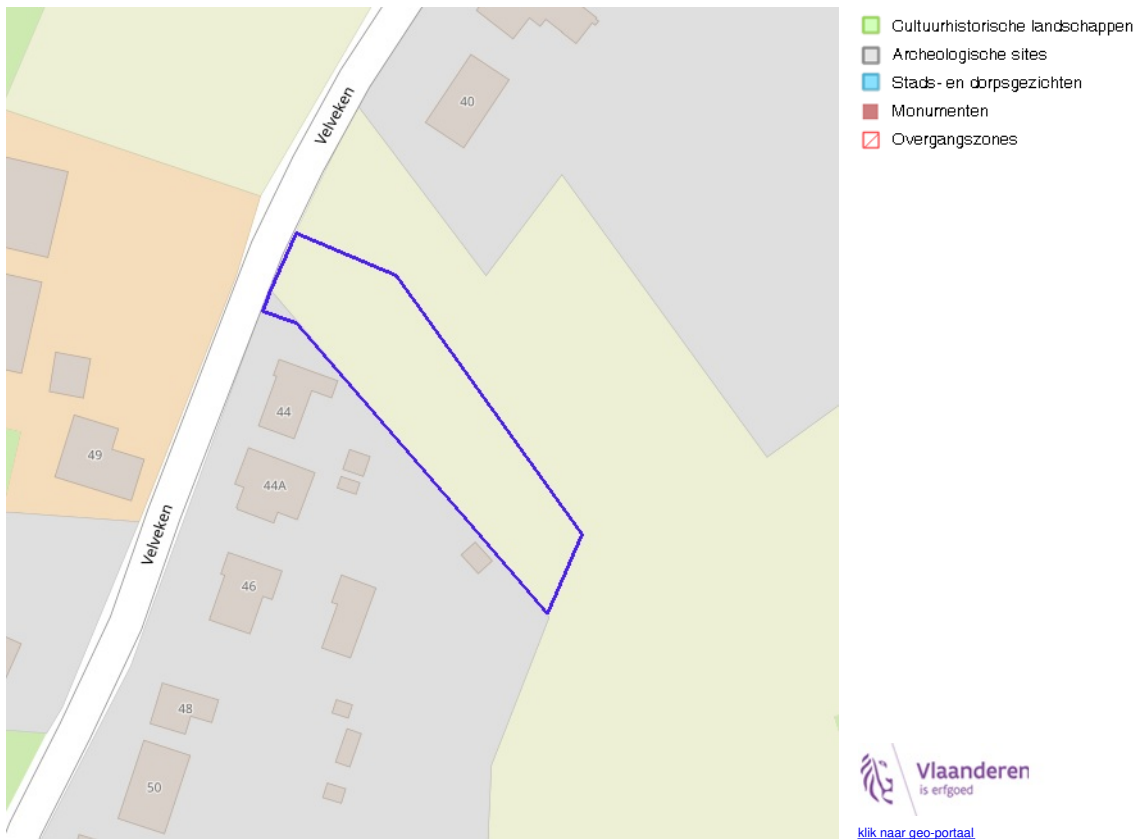 Velveken
40
44
49
44A
Velveken
46
48
50
Cultuurhistorische landschappen
Archeologische sites
Stads- en dorpsgezichten
Monumenten
Overgangszones
Vlaanderen
is erfgoed
klik naar geo-portaal